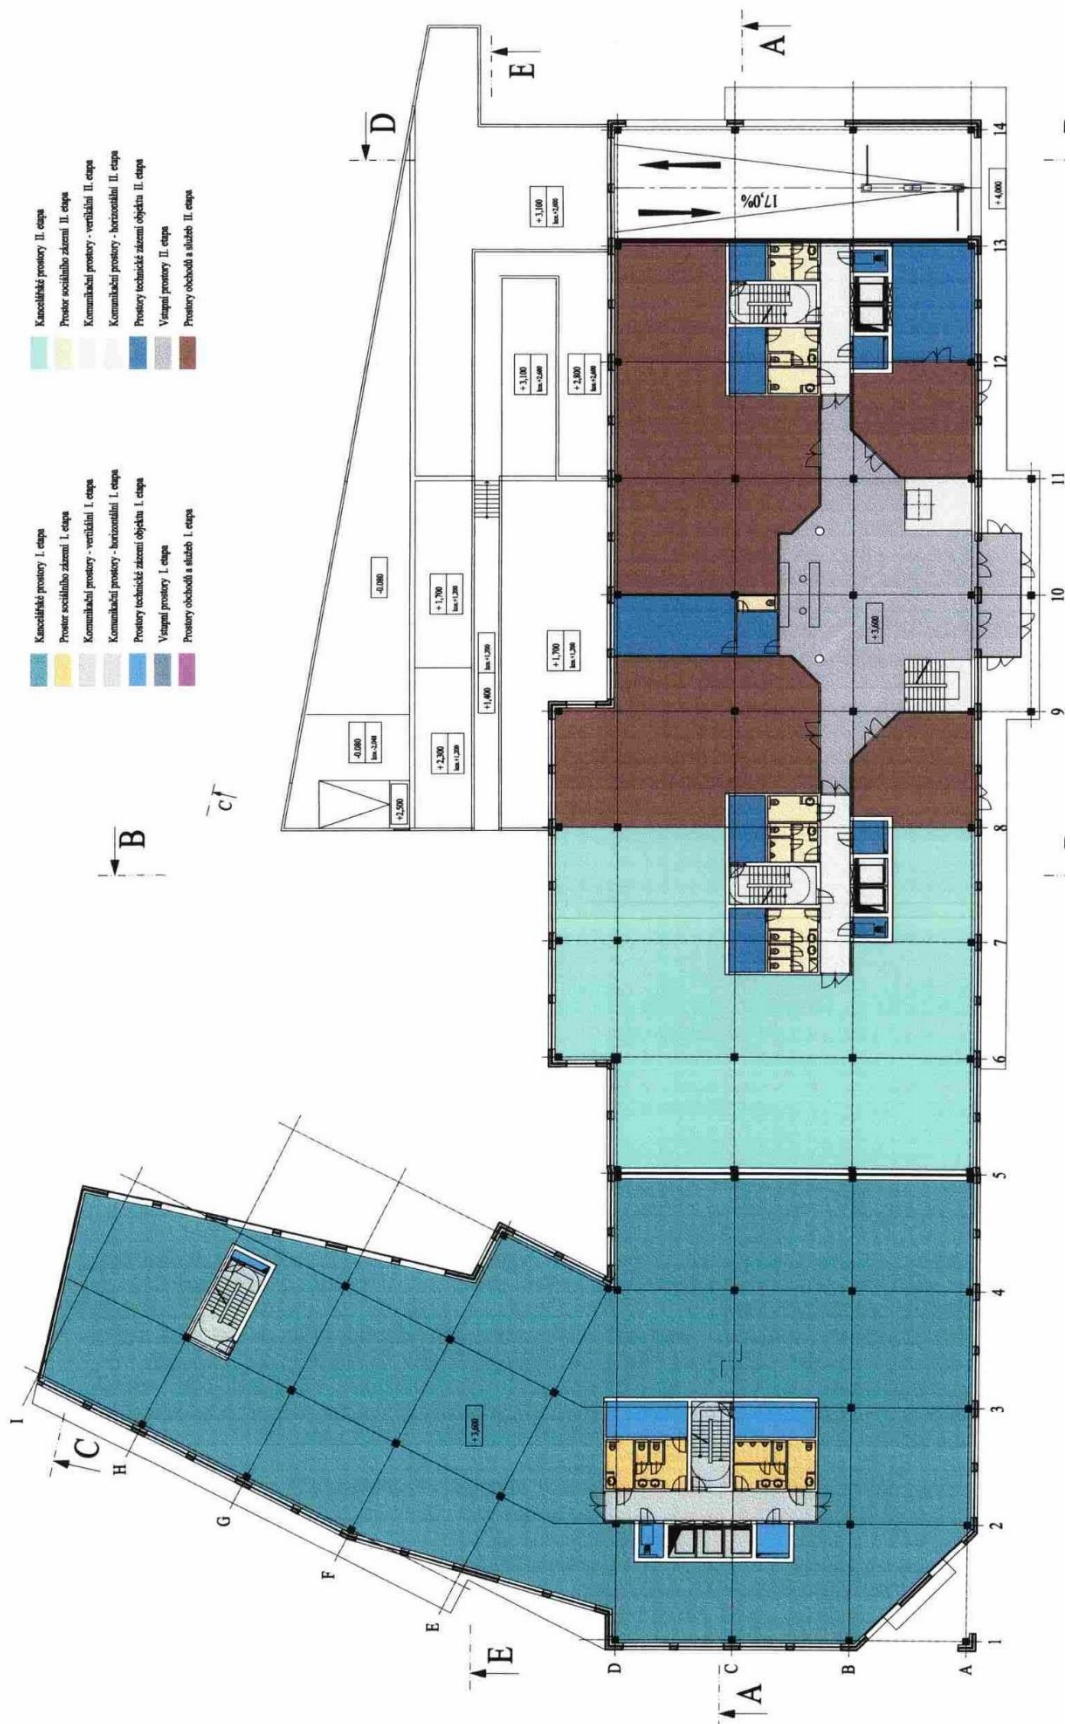 Kancelářské prostory I. etapa
Prostor sociálního zázemí I. etapa
Komunikační prostory - vertikální I. etapa
Komunikační prostory - horizontální I. etapa
Prostory technické zázemí objektu I. etapa
Vstupní prostory I. etapa
Prostory obchodů a služeb I. etapa
Kancelářské prostory II. etapa
Prostor sociálního zázemí II. etapa
Komunikační prostory - vertikální II. etapa
Komunikační prostory - horizontální II. etapa
Prostory technické zázemí objektu II. etapa
Vstupní prostory II. etapa
Prostory obchodů a služeb II. etapa
B
D
E
A
C
C
E
A
I
H
G
F
E
D
C
B
A
1
2
3
4
5
6
7
8
9
10
11
12
13
14
-0.080
-0.080
+2,500
+ 2,300
+ 1,700
+1,400
+ 1,700
+ 3,100
+ 2,800
+ 3,100
17,0%
+ 4,000
+ 3,600
+ 3,600